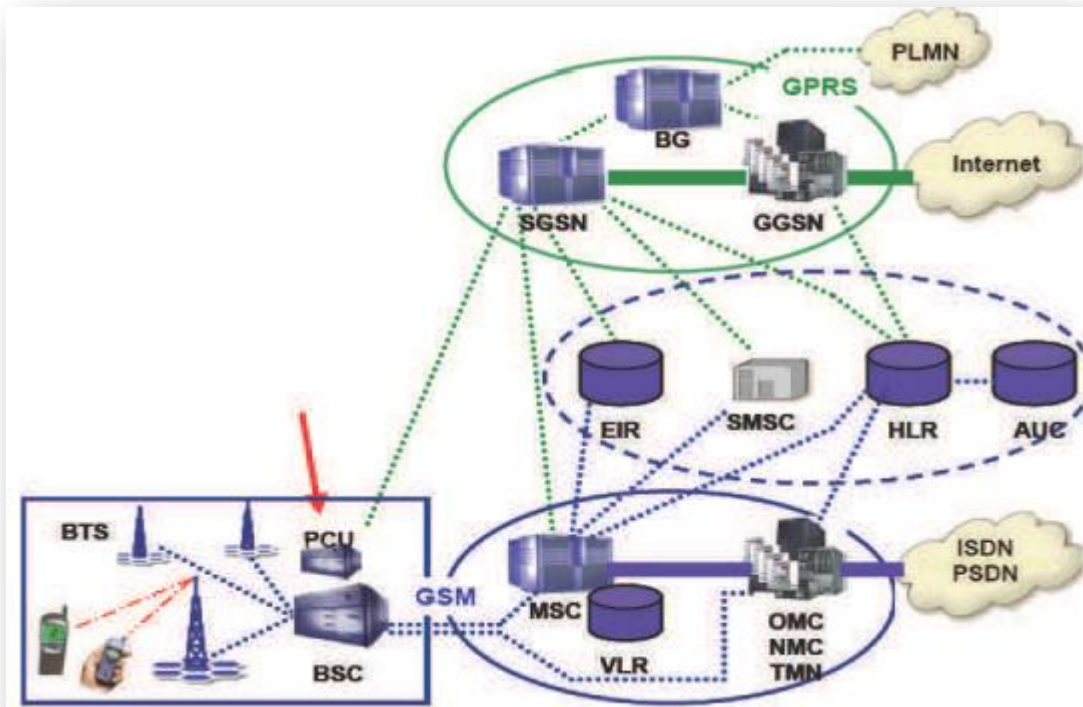 PLMN
GPRS
BG
Internet
SGSN
GGSN
EIR
SMSC
HLR
AUC
BTS
PCU
GSM
BSC
MSC
VLR
OMC
NMC
TMN
ISDN
PSDN